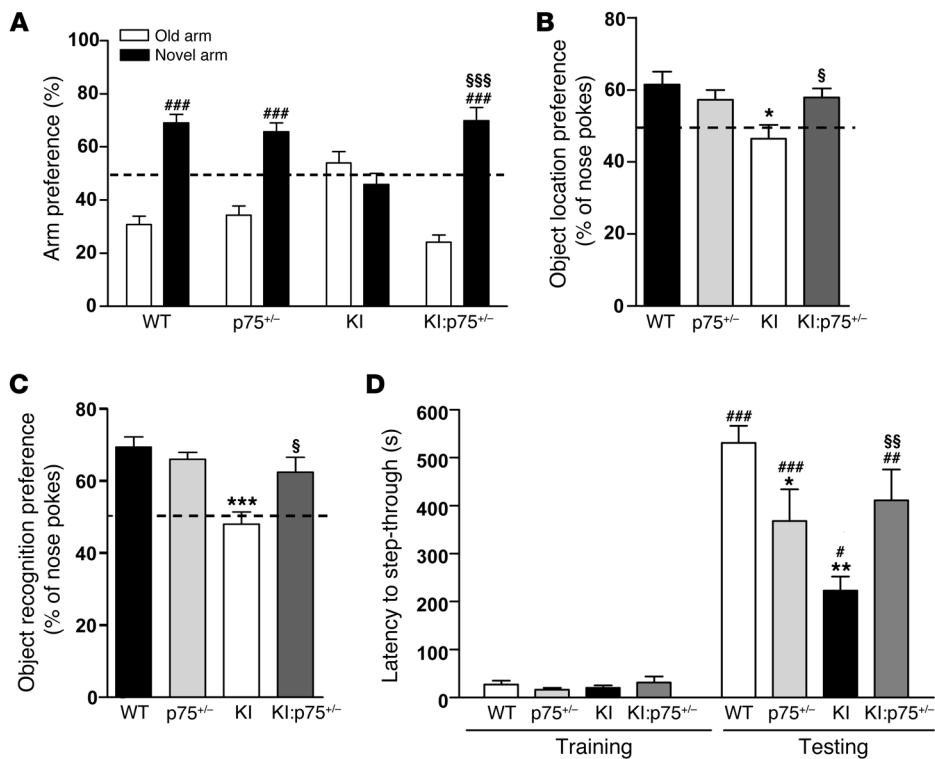 A
Arm preference (%)
100
80
60
40
20
0
Old arm
Novel arm
###
###
§§§
###
WT
p75+/–
KI
KI:p75+/–
B
Object location preference
(% of nose pokes)
80
60
40
20
0
*
§
WT
p75+/–
KI
KI:p75+/–
C
Object recognition preference
(% of nose pokes)
80
60
40
20
0
***
§
WT
p75+/–
KI
KI:p75+/–
D
Latency to step-through (s)
600
500
400
300
200
100
0
###
###
*
#
**
§§
##
WT
p75+/–
KI
KI:p75+/–
WT
p75+/–
KI
KI:p75+/–
Training
Testing